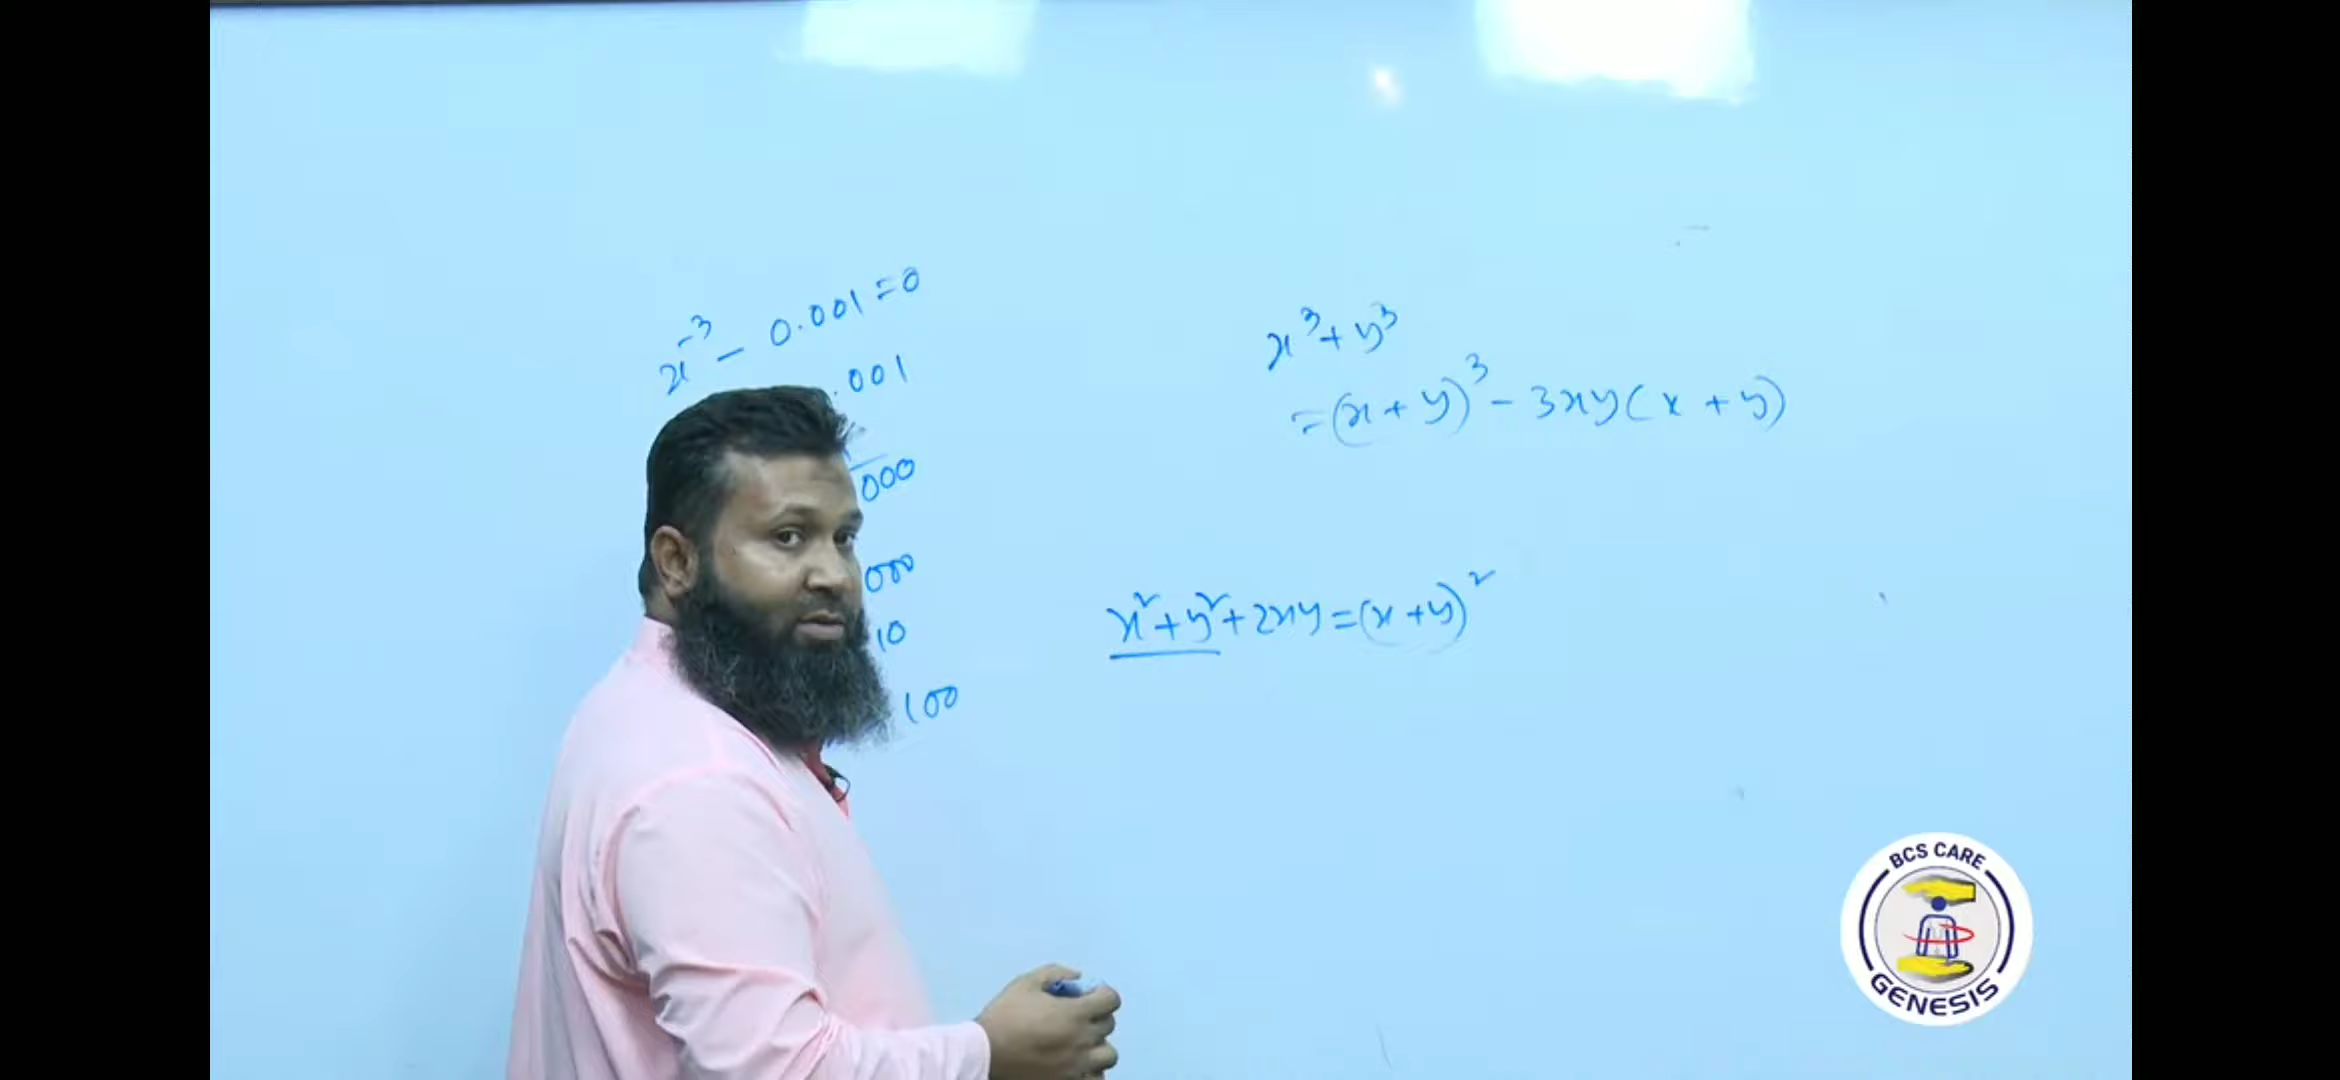 x⁻³ - 0.001 = 0
.001
000
000
10
100
x³ + y³
= (x + y)³ - 3xy(x + y)
x² + y² + 2xy = (x + y)²
BCS CARE
GENESIS